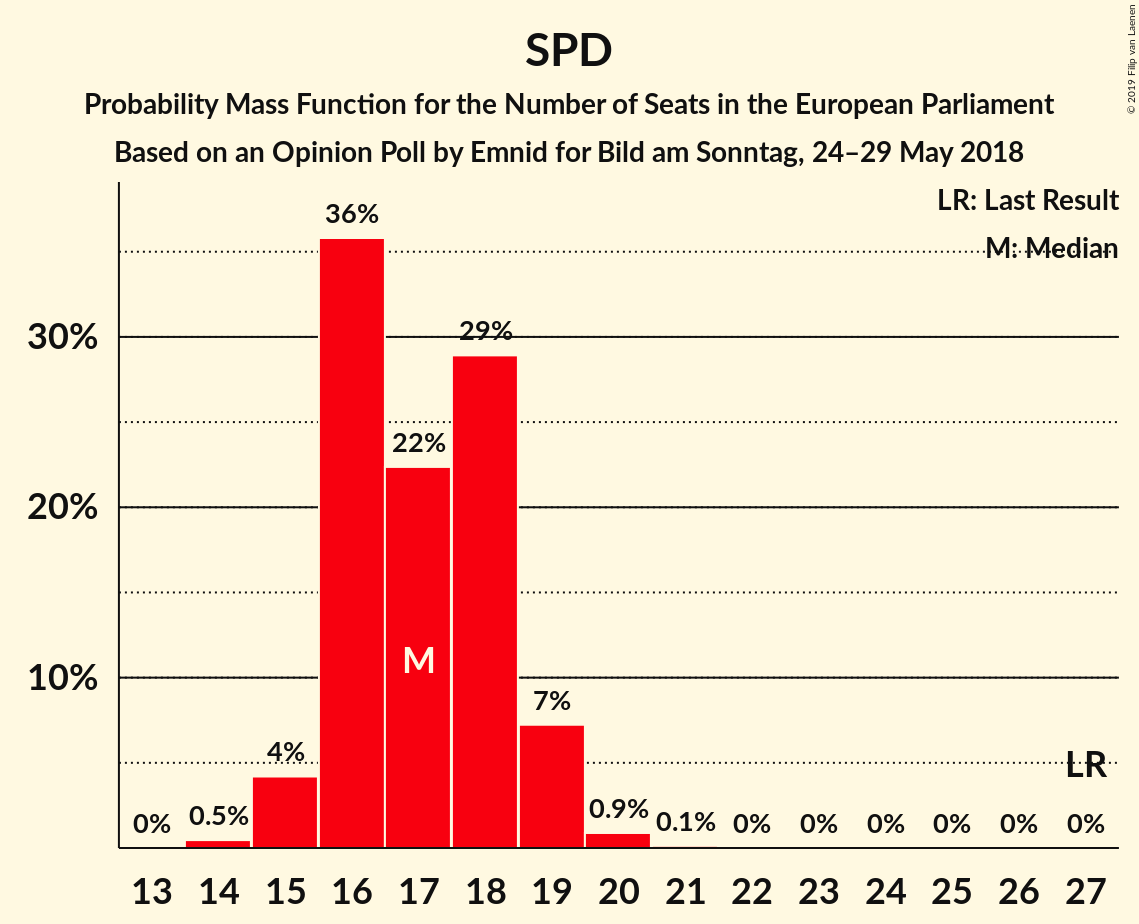 SPD
Probability Mass Function for the Number of Seats in the European Parliament
Based on an Opinion Poll by Emnid for Bild am Sonntag, 24–29 May 2018
© 2019 Filip van Laenen
LR: Last Result
M: Median
30%
20%
10%
0%
0.5%
4%
36%
22%
29%
7%
0.9%
0.1%
0%
0%
0%
0%
0%
0%
M
LR
13 14 15 16 17 18 19 20 21 22 23 24 25 26 27